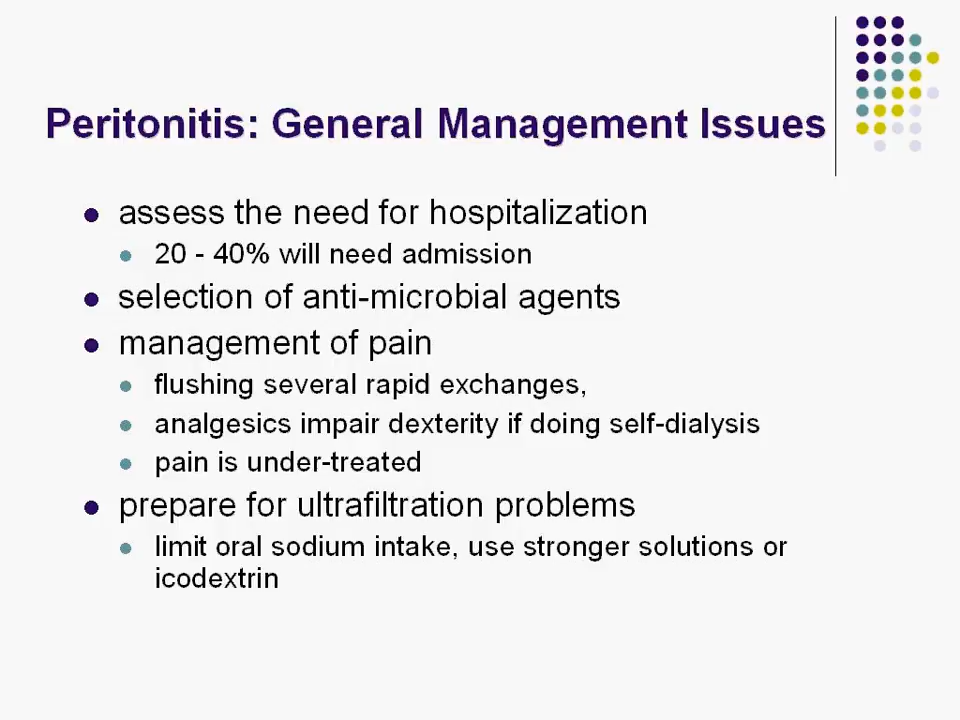 Peritonitis: General Management Issues
assess the need for hospitalization
20 - 40% will need admission
selection of anti-microbial agents
management of pain
flushing several rapid exchanges,
analgesics impair dexterity if doing self-dialysis
pain is under-treated
prepare for ultrafiltration problems
limit oral sodium intake, use stronger solutions or
icodextrin